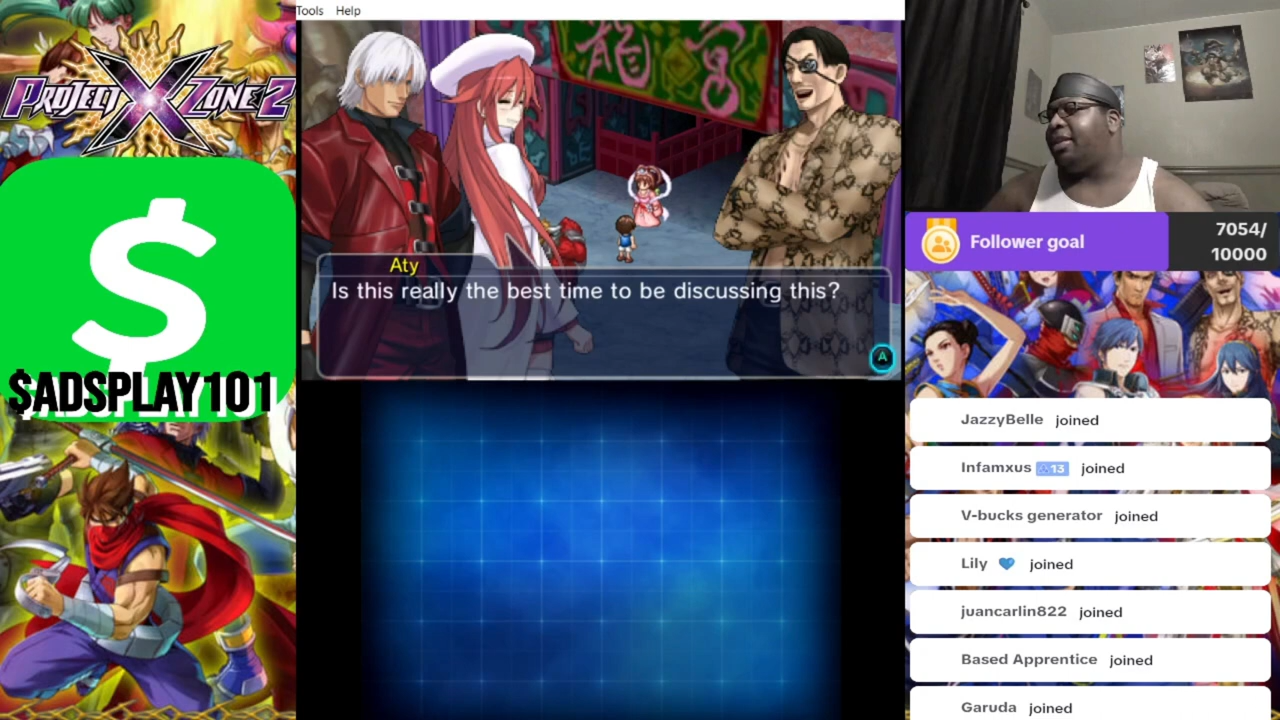 Tools Help
PROJECT X ZONE 2
龍宮
Aty
Is this really the best time to be discussing this?
A
$
$ADSPLAY101
Follower goal
7054/
10000
JazzyBelle joined
Infamxus 13 joined
V-bucks generator joined
Lily 💙 joined
juancarlin822 joined
Based Apprentice joined
Garuda joined